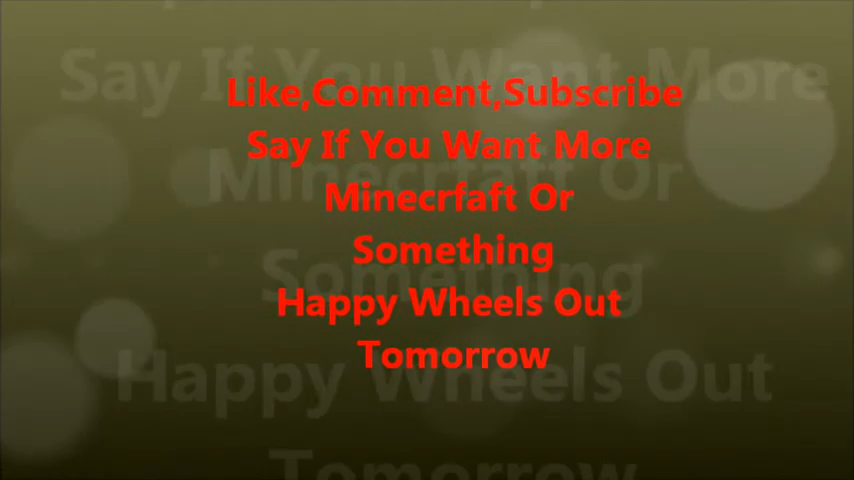 Like,Comment,Subscribe
Say If You Want More
Minecrfaft Or
Something
Happy Wheels Out
Tomorrow